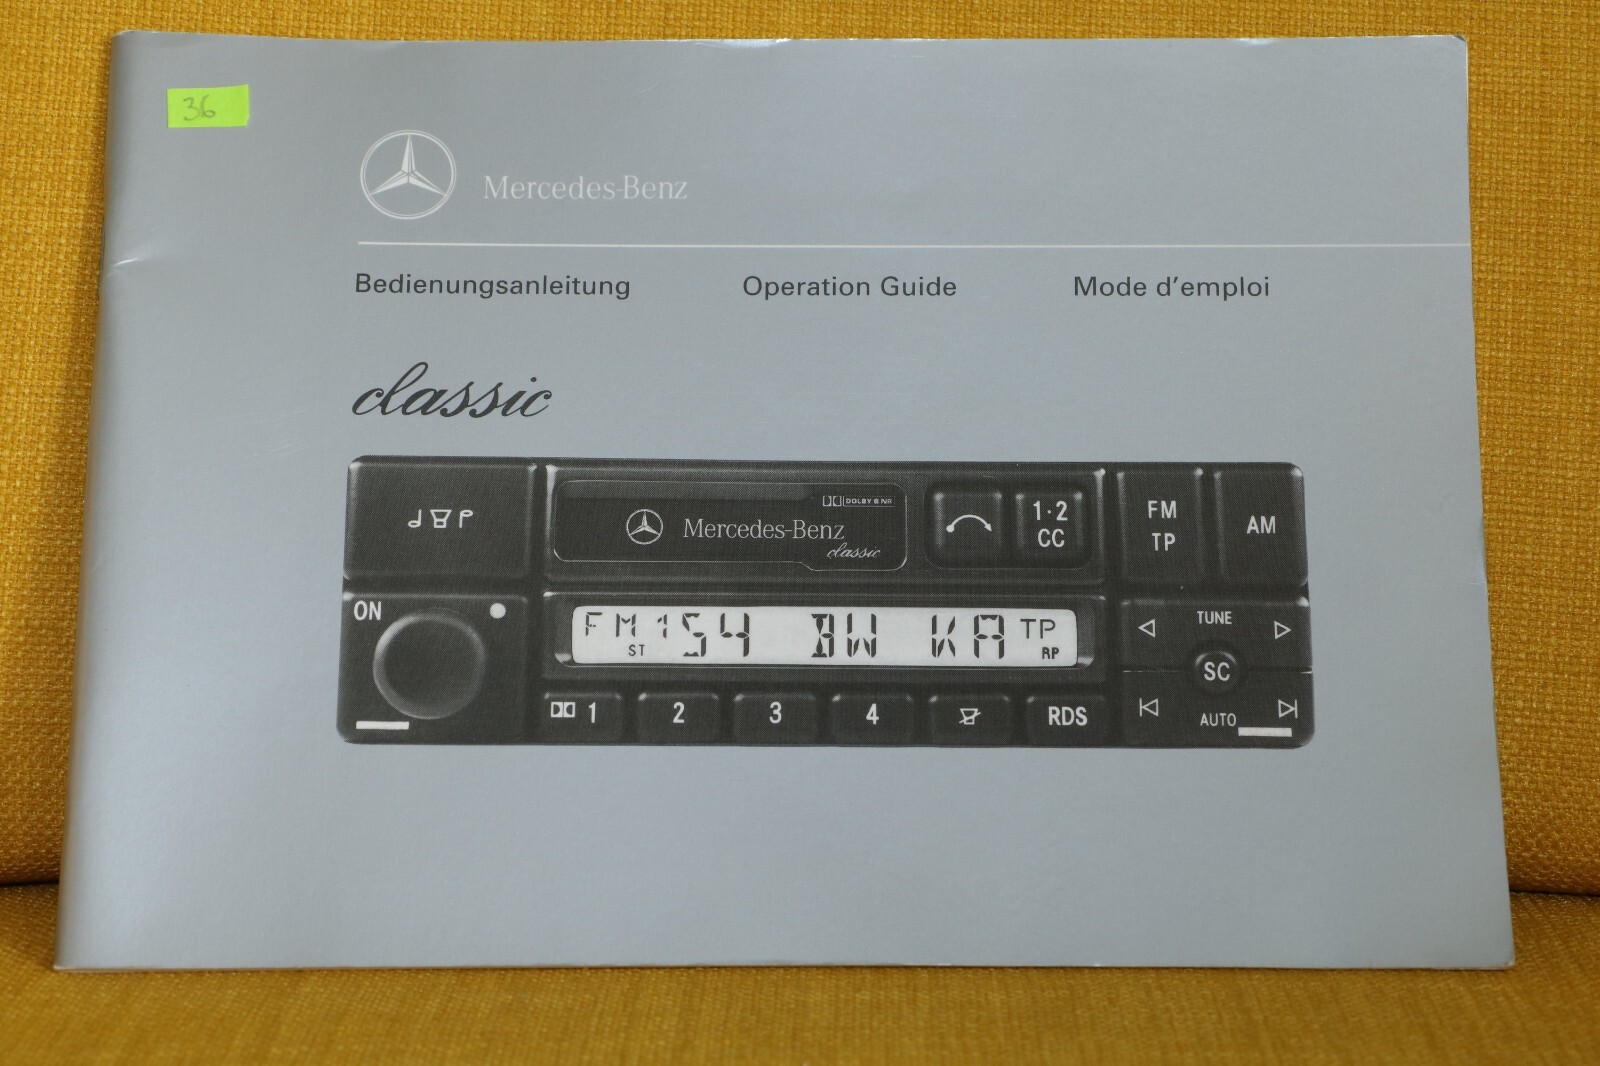 36
Mercedes-Benz
Bedienungsanleitung Operation Guide Mode d'emploi
classic
DOLBY B NR
Mercedes-Benz
classic
1·2
CC
FM
TP
AM
ON
FM 1 54 BW KA TP
ST RP
TUNE
SC
AUTO
1 2 3 4 RDS